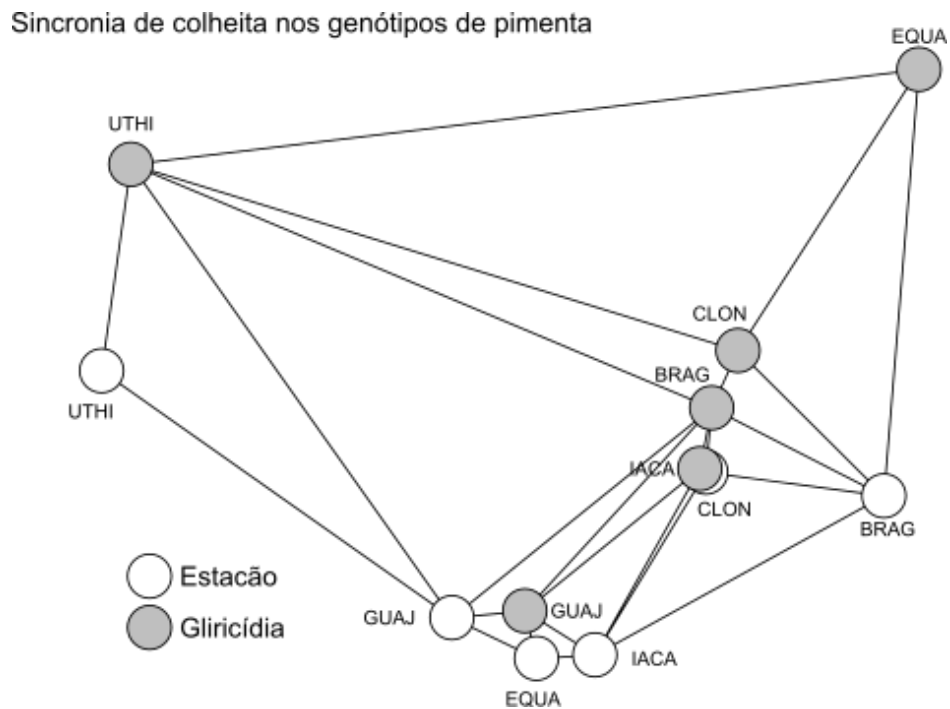 Sincronia de colheita nos genótipos de pimenta
EQUA
UTHI
CLON
BRAG
UTHI
IACA
CLON
BRAG
Estacão
GUAJ
GUAJ
Gliricídia
IACA
EQUA